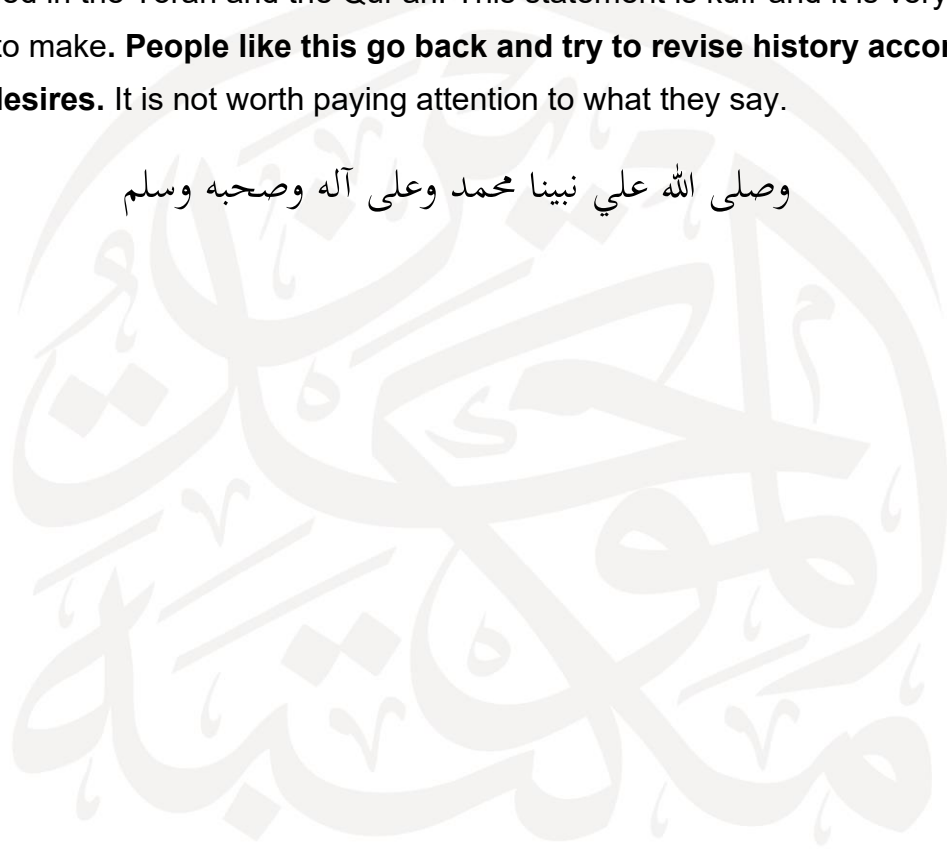 ed in the Torah and the Qur'an. This statement is kufr and it is very
to make. People like this go back and try to revise history accor
desires. It is not worth paying attention to what they say.
وصلى الله علي نبينا محمد وعلى آله وصحبه وسلم